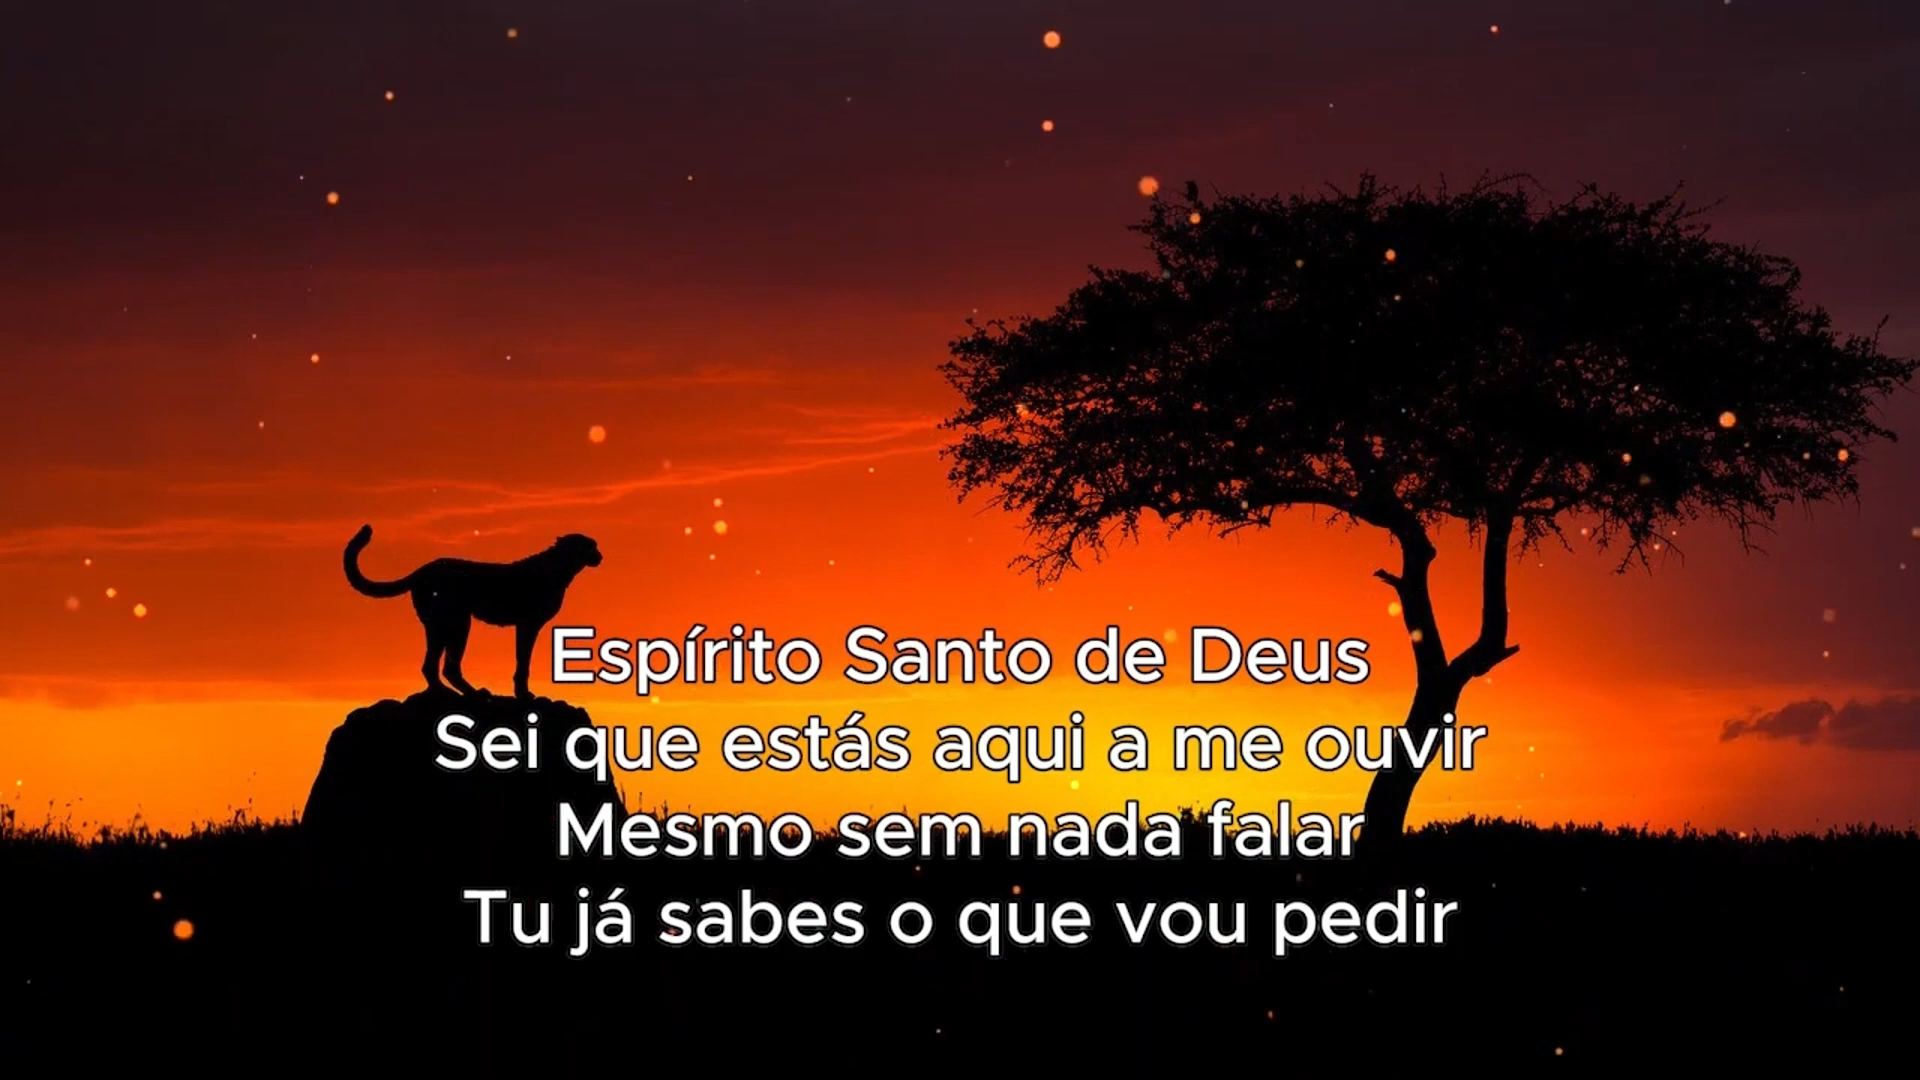 Espírito Santo de Deus
Sei que estás aqui a me ouvir
Mesmo sem nada falar
Tu já sabes o que vou pedir